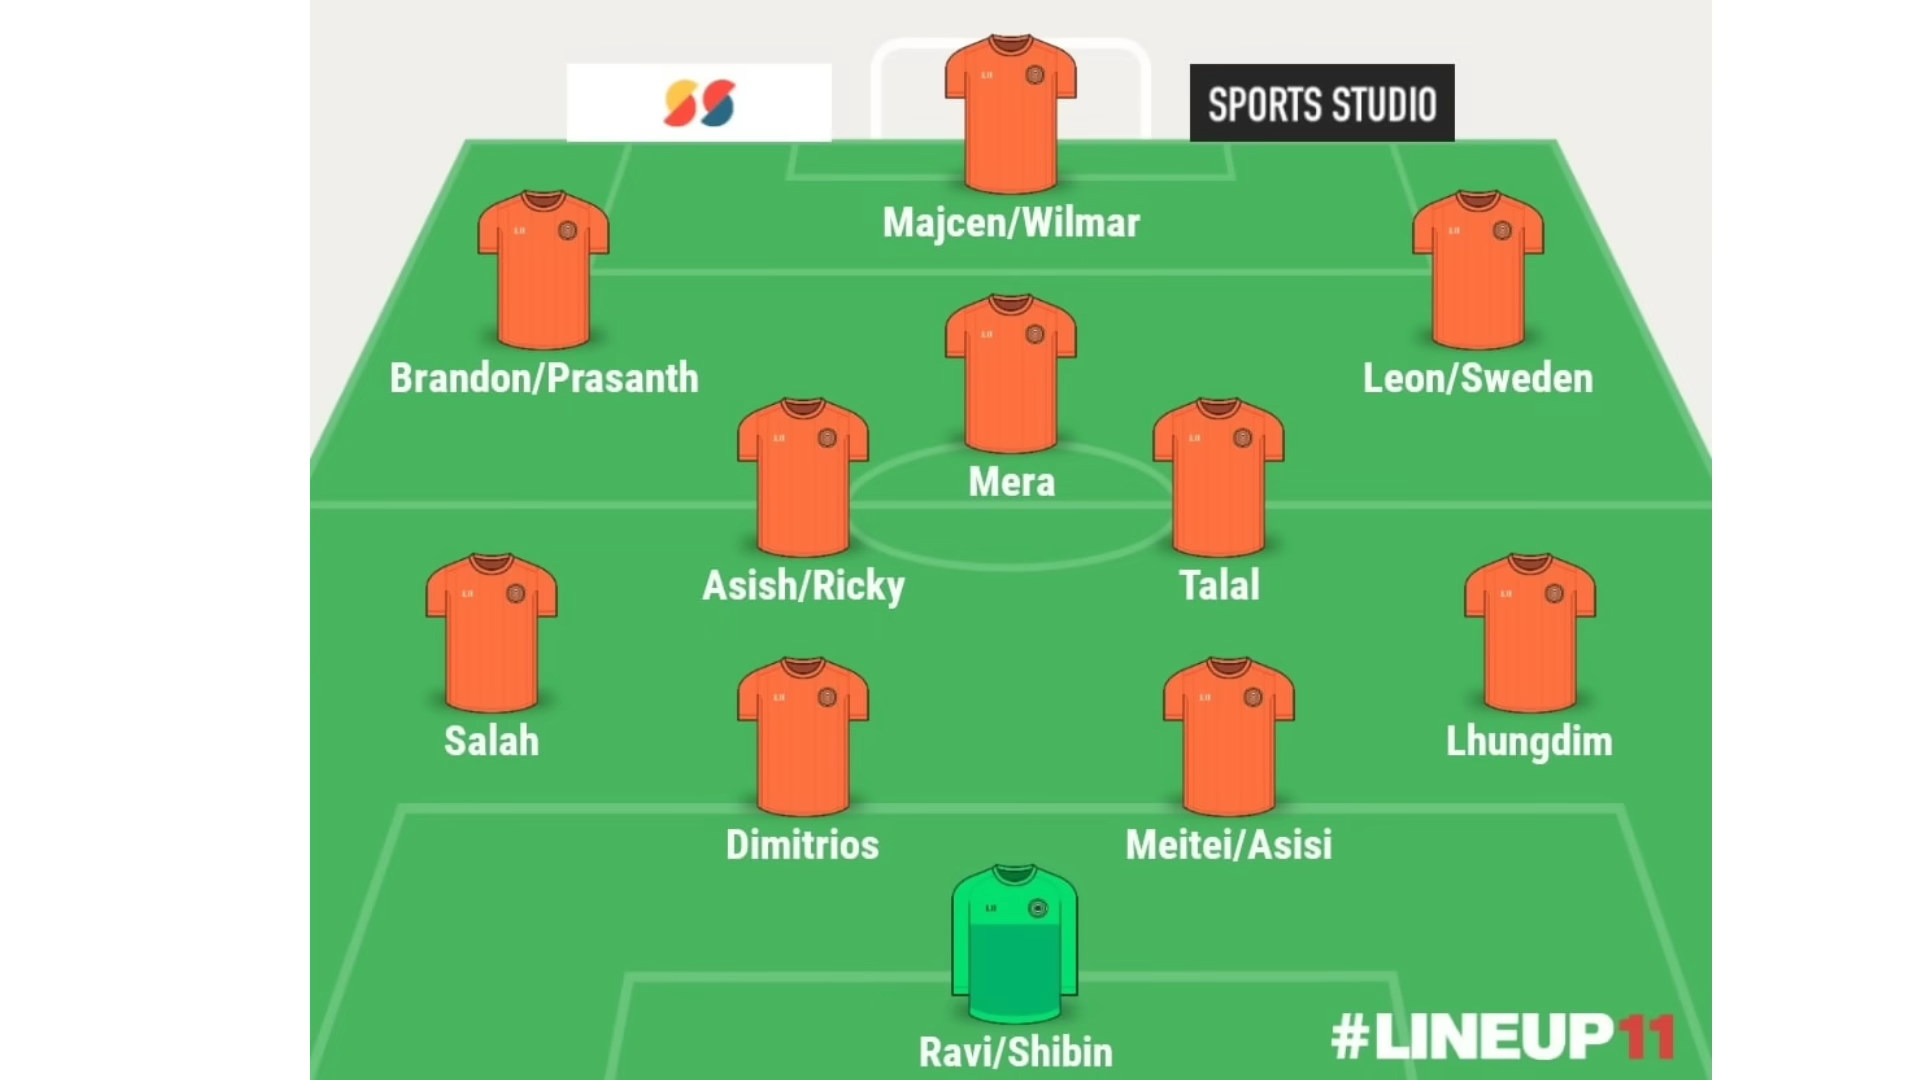 SPORTS STUDIO
Majcen/Wilmar
Brandon/Prasanth
Leon/Sweden
Mera
Asish/Ricky
Talal
Salah
Lhungdim
Dimitrios
Meitei/Asisi
Ravi/Shibin
#LINEUP11